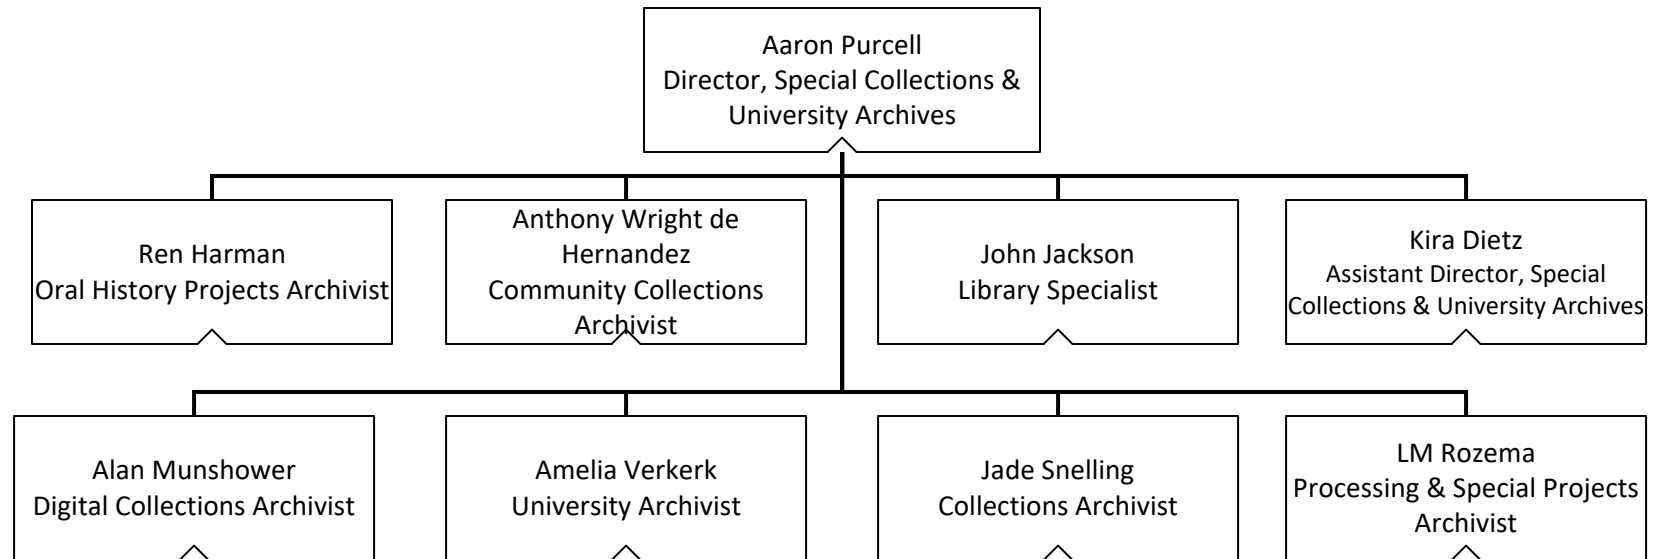 Aaron Purcell
Director, Special Collections &
University Archives
Ren Harman
Oral History Projects Archivist
Anthony Wright de
Hernandez
Community Collections
Archivist
John Jackson
Library Specialist
Kira Dietz
Assistant Director, Special
Collections & University Archives
Alan Munshower
Digital Collections Archivist
Amelia Verkerk
University Archivist
Jade Snelling
Collections Archivist
LM Rozema
Processing & Special Projects
Archivist